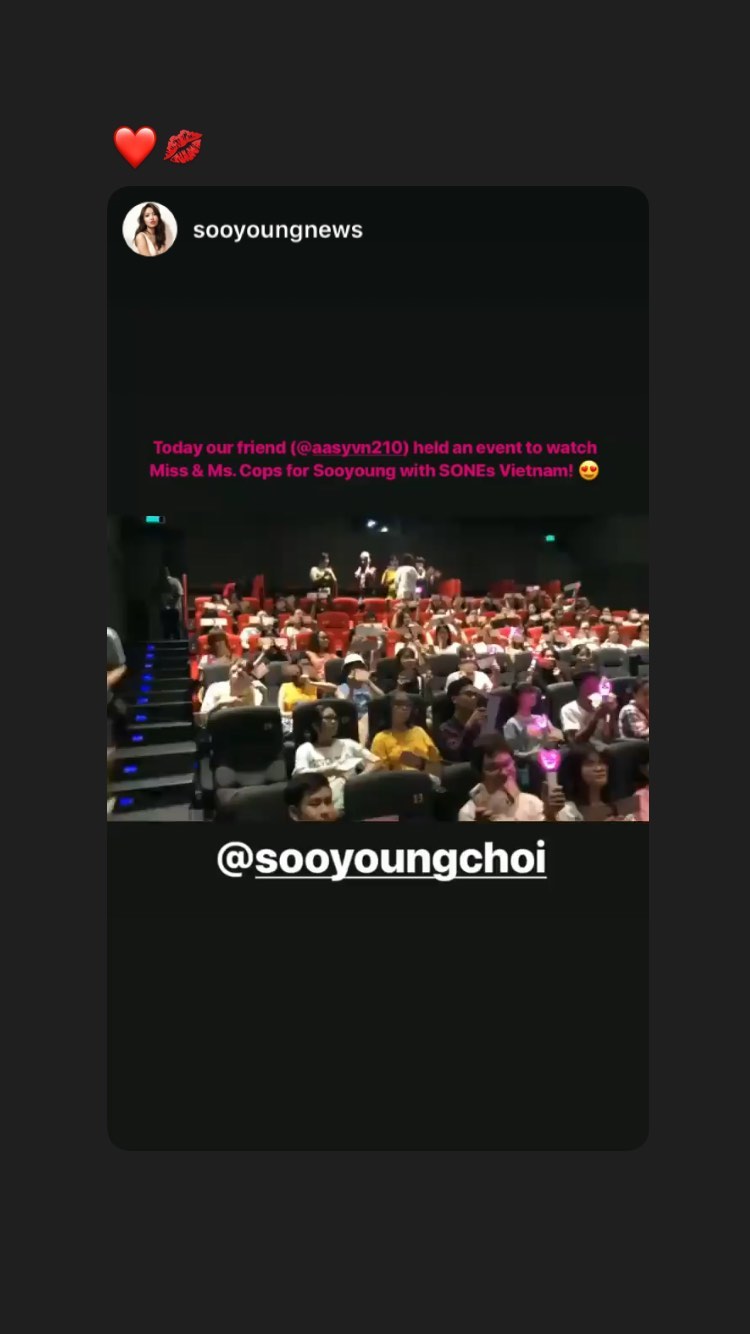 sooyoungnews
Today our friend (@aasyvn210) held an event to watch
Miss & Ms. Cops for Sooyoung with SONEs Vietnam! 😍
@sooyoungchoi